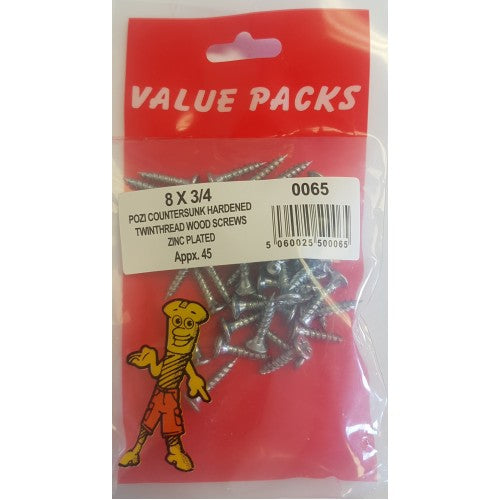 VALUE PACKS
8 X 3/4
POZI COUNTERSUNK HARDENED
TWINTHREAD WOOD SCREWS
ZINC PLATED
Appx. 45
0065
5 060025 500065